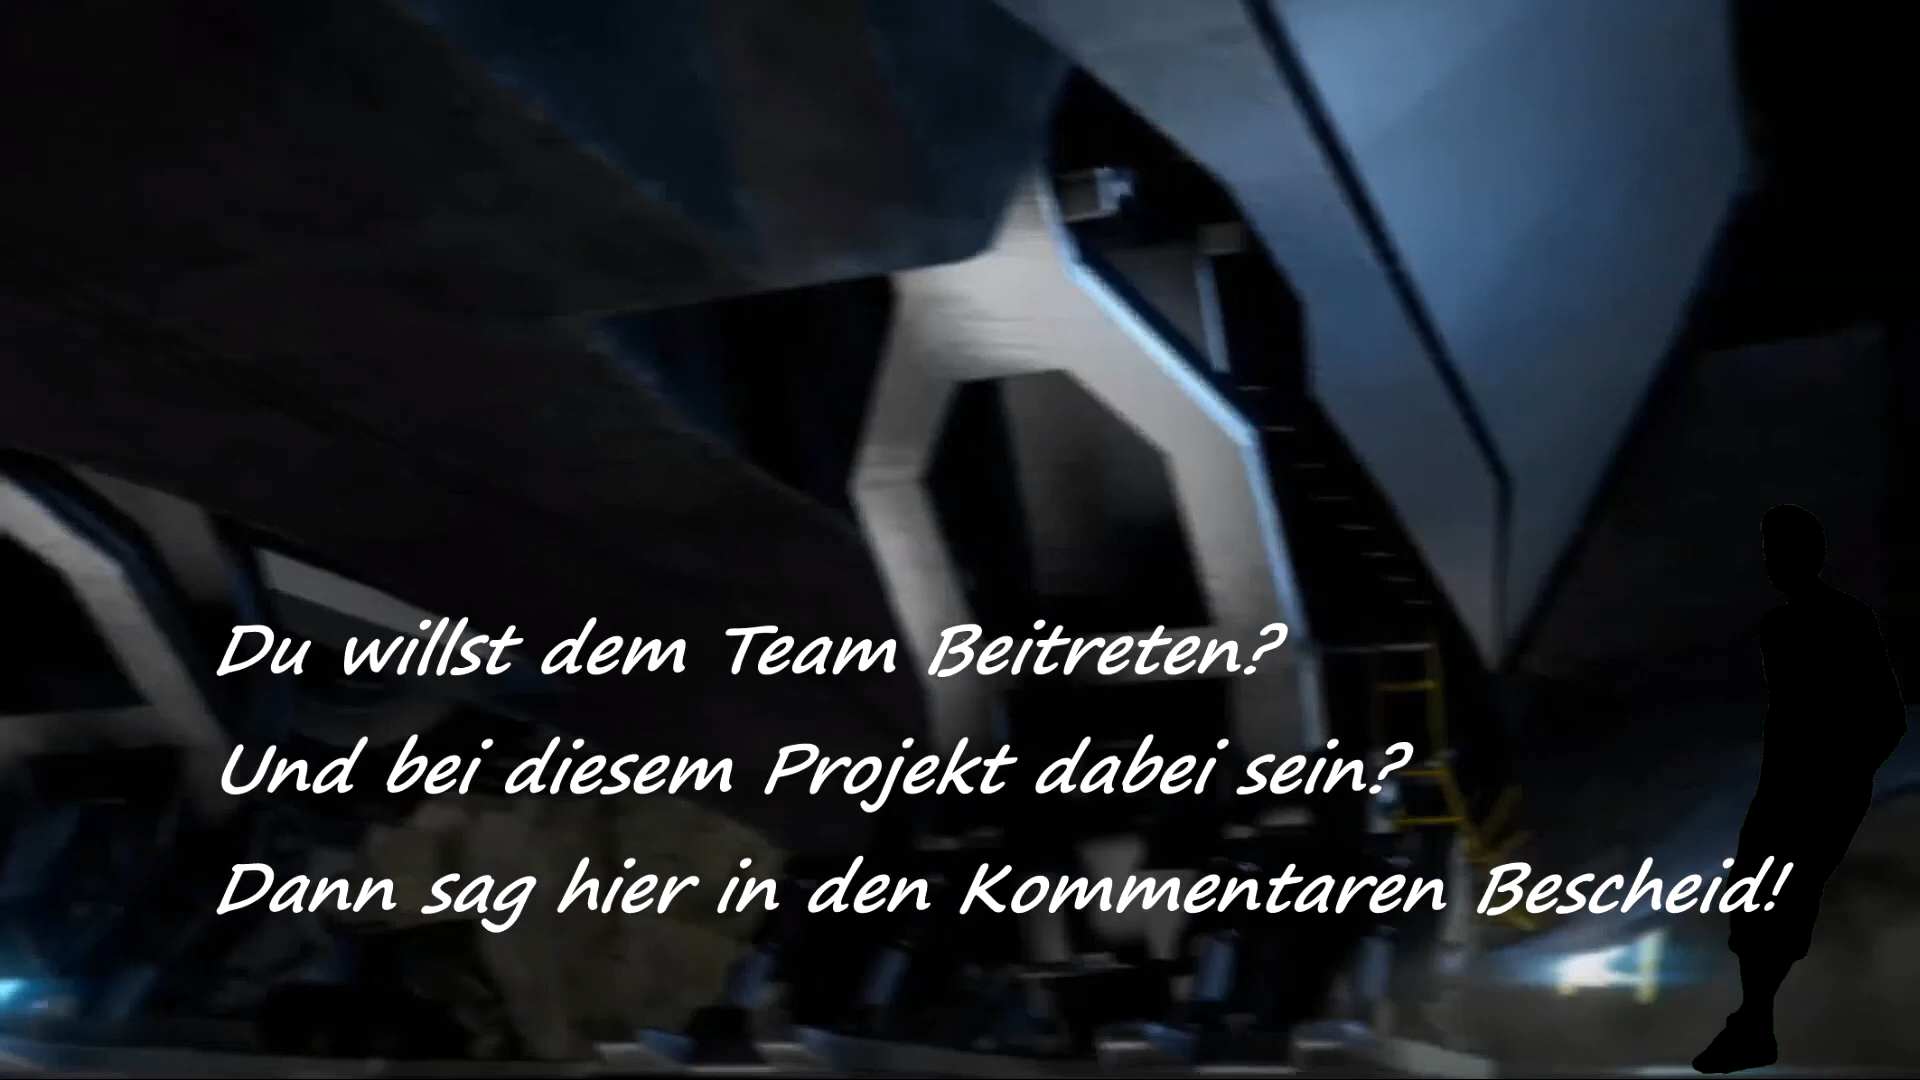 Du willst dem Team Beitreten?
Und bei diesem Projekt dabei sein?
Dann sag hier in den Kommentaren Bescheid!